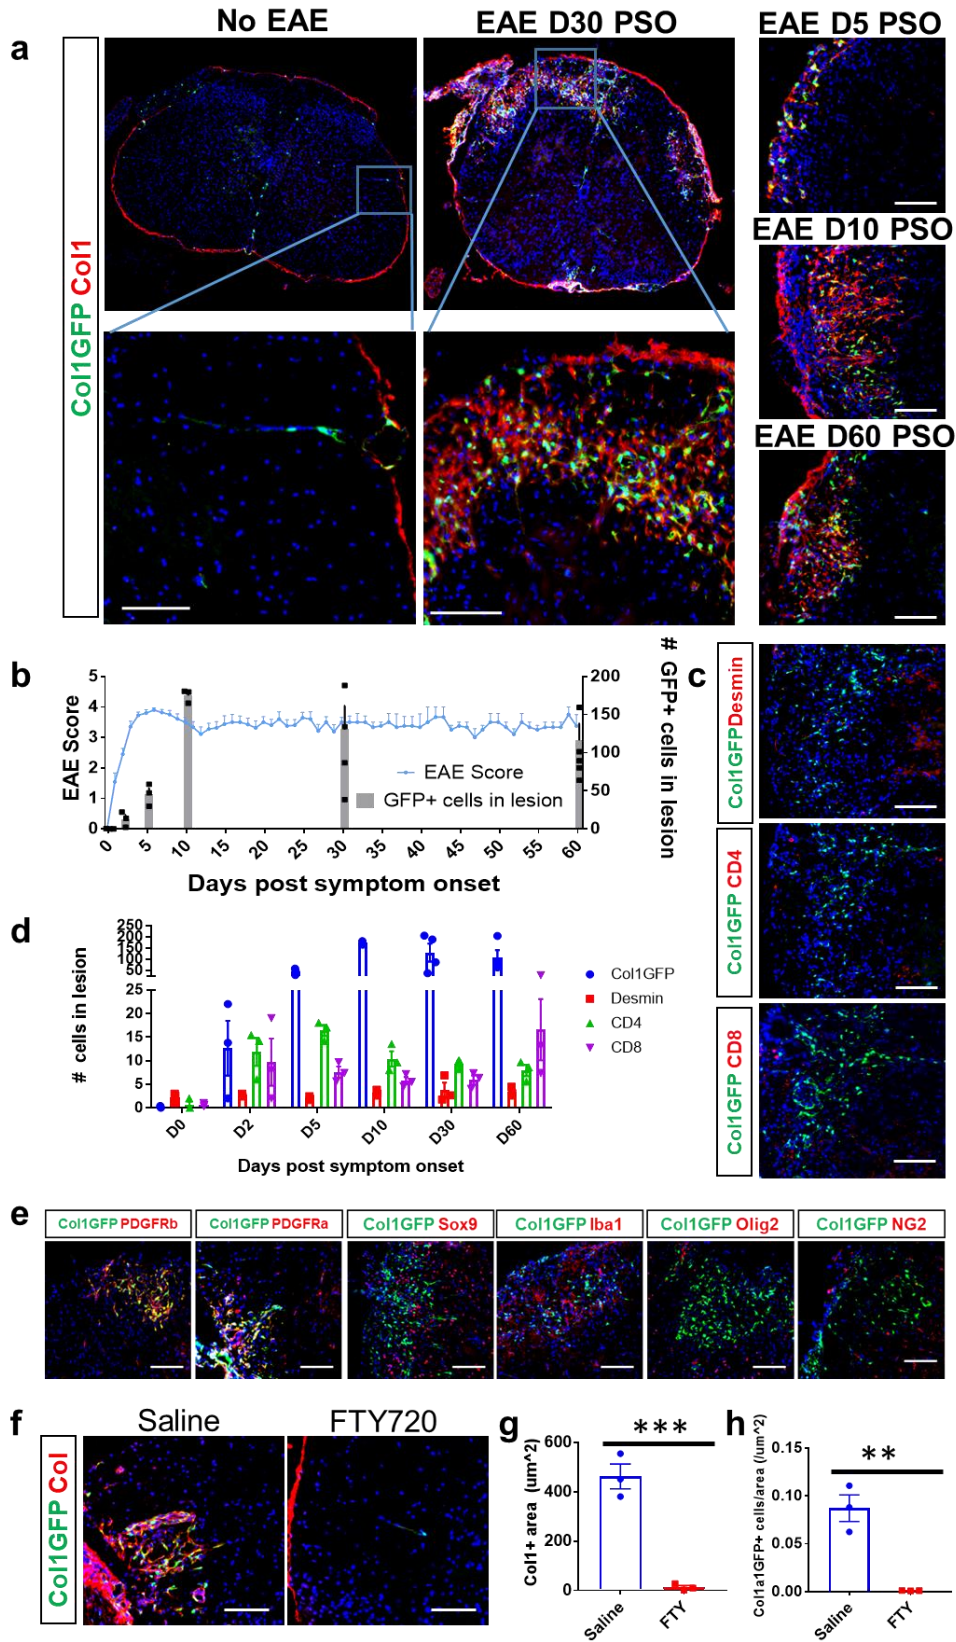 a
No EAE
EAE D30 PSO
EAE D5 PSO
Col1GFP Col1
EAE D10 PSO
EAE D60 PSO
b
EAE Score
5
4
3
2
1
0
200
150
100
50
0
# GFP+ cells in lesion
EAE Score
GFP+ cells in lesion
0 5 10 15 20 25 30 35 40 45 50 55 60
Days post symptom onset
c
Col1GFPDesmin
Col1GFP CD4
Col1GFP CD8
d
# cells in lesion
250
200
150
100
50
25
20
15
10
5
0
D0 D2 D5 D10 D30 D60
Days post symptom onset
Col1GFP
Desmin
CD4
CD8
e
Col1GFP PDGFRb
Col1GFP PDGFRa
Col1GFP Sox9
Col1GFP Iba1
Col1GFP Olig2
Col1GFP NG2
f
Saline
FTY720
Col1GFP Col
g
***
Col1+ area (um^2)
600
400
200
0
Saline FTY
h
**
Col1a1GFP+ cells/area (/um^2)
0.15
0.10
0.05
0.00
Saline FTY